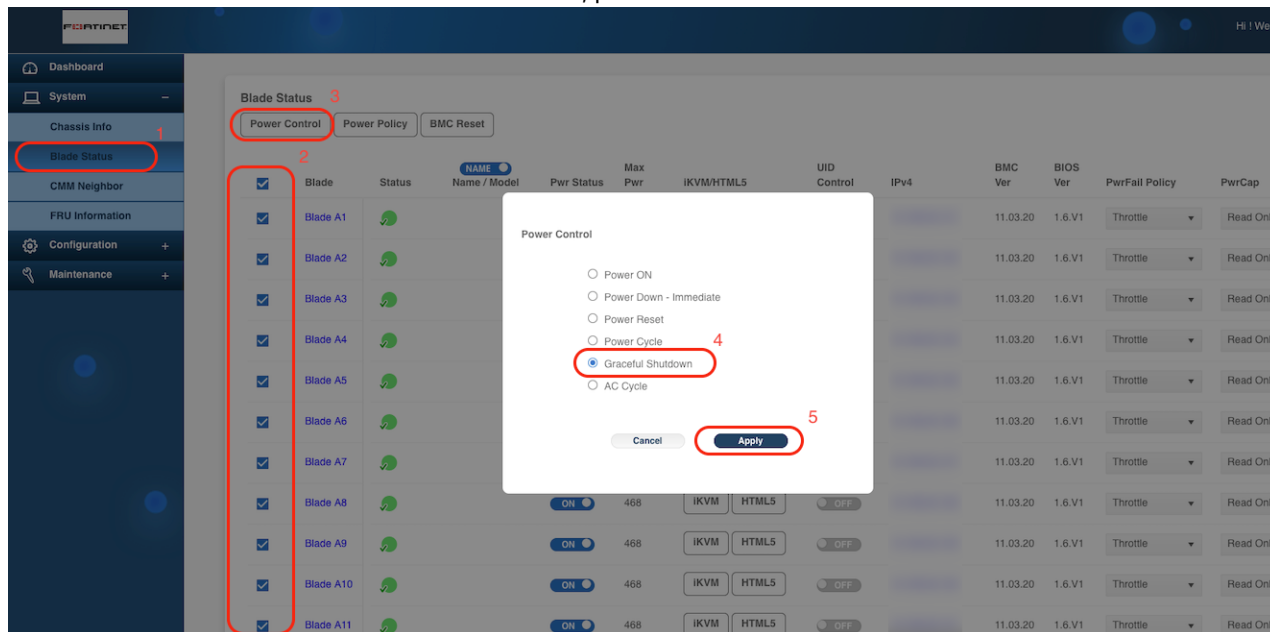 FORTINET
Hi ! We
Dashboard
System –
Chassis Info
1
Blade Status
CMM Neighbor
FRU Information
Configuration +
Maintenance +
Blade Status 3
Power Control Power Policy BMC Reset
2
NAME Max UID BMC BIOS
Blade Status Name / Model Pwr Status Pwr iKVM/HTML5 Control IPv4 Ver Ver PwrFail Policy PwrCap
Blade A1 11.03.20 1.6.V1 Throttle Read Onl
Blade A2 11.03.20 1.6.V1 Throttle Read Onl
Blade A3 11.03.20 1.6.V1 Throttle Read Onl
Blade A4 11.03.20 1.6.V1 Throttle Read Onl
Blade A5 11.03.20 1.6.V1 Throttle Read Onl
Blade A6 11.03.20 1.6.V1 Throttle Read Onl
Blade A7 11.03.20 1.6.V1 Throttle Read Onl
Blade A8 ON 468 iKVM HTML5 OFF 11.03.20 1.6.V1 Throttle Read Onl
Blade A9 ON 468 iKVM HTML5 OFF 11.03.20 1.6.V1 Throttle Read Onl
Blade A10 ON 468 iKVM HTML5 OFF 11.03.20 1.6.V1 Throttle Read Onl
Blade A11 ON 468 iKVM HTML5 OFF 11.03.20 1.6.V1 Throttle Read Onl
Power Control
Power ON
Power Down - Immediate
Power Reset
Power Cycle 4
Graceful Shutdown
AC Cycle
5
Cancel Apply